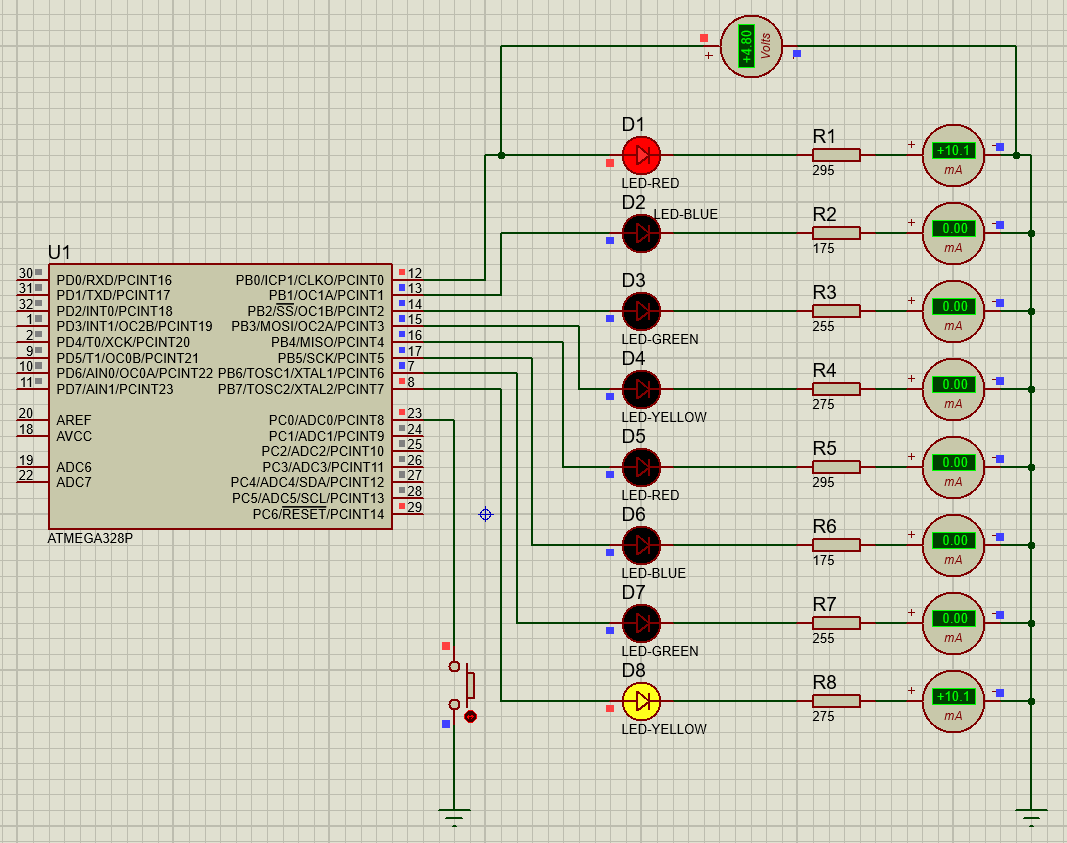 +4.80
Volts
+
D1
LED-RED
R1
295
+
+10.1
mA
D2
LED-BLUE
R2
175
+
0.00
mA
D3
LED-GREEN
R3
255
+
0.00
mA
D4
LED-YELLOW
R4
275
+
0.00
mA
D5
LED-RED
R5
295
+
0.00
mA
D6
LED-BLUE
R6
175
+
0.00
mA
D7
LED-GREEN
R7
255
+
0.00
mA
D8
LED-YELLOW
R8
275
+
+10.1
mA
U1
30 PD0/RXD/PCINT16 PB0/ICP1/CLKO/PCINT0 12
31 PD1/TXD/PCINT17 PB1/OC1A/PCINT1 13
32 PD2/INT0/PCINT18 PB2/SS/OC1B/PCINT2 14
1 PD3/INT1/OC2B/PCINT19 PB3/MOSI/OC2A/PCINT3 15
2 PD4/T0/XCK/PCINT20 PB4/MISO/PCINT4 16
9 PD5/T1/OC0B/PCINT21 PB5/SCK/PCINT5 17
10 PD6/AIN0/OC0A/PCINT22 PB6/TOSC1/XTAL1/PCINT6 7
11 PD7/AIN1/PCINT23 PB7/TOSC2/XTAL2/PCINT7 8
20 AREF PC0/ADC0/PCINT8 23
18 AVCC PC1/ADC1/PCINT9 24
PC2/ADC2/PCINT10 25
19 ADC6 PC3/ADC3/PCINT11 26
22 ADC7 PC4/ADC4/SDA/PCINT12 27
PC5/ADC5/SCL/PCINT13 28
PC6/RESET/PCINT14 29
ATMEGA328P